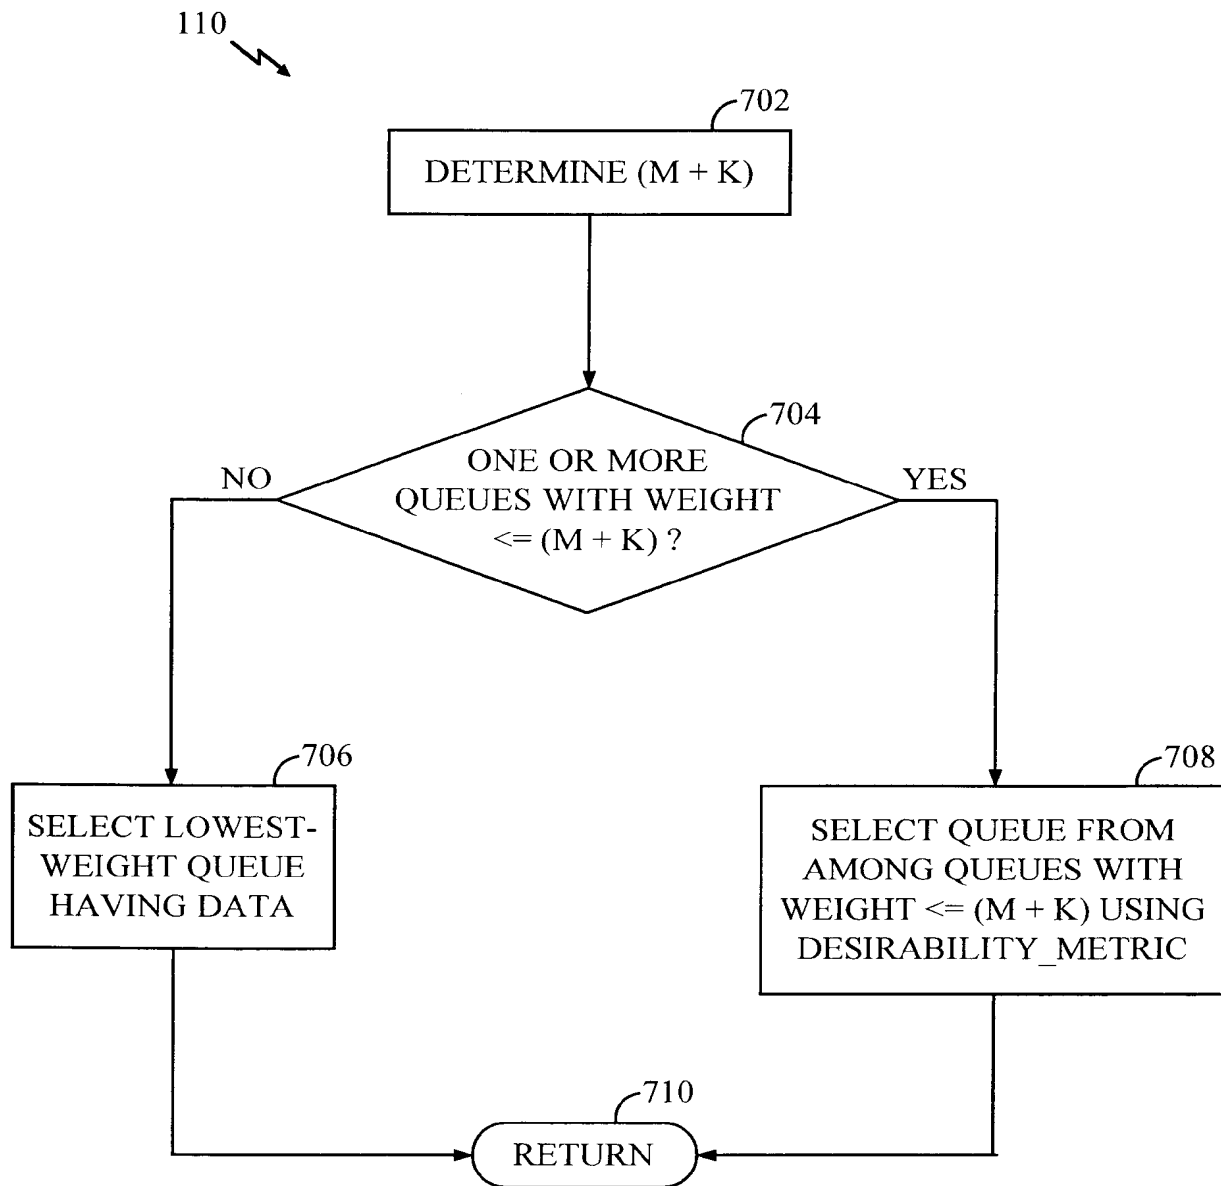 110
702
DETERMINE (M + K)
704
ONE OR MORE
QUEUES WITH WEIGHT
<= (M + K) ?
NO
YES
706
SELECT LOWEST-
WEIGHT QUEUE
HAVING DATA
708
SELECT QUEUE FROM
AMONG QUEUES WITH
WEIGHT <= (M + K) USING
DESIRABILITY_METRIC
710
RETURN